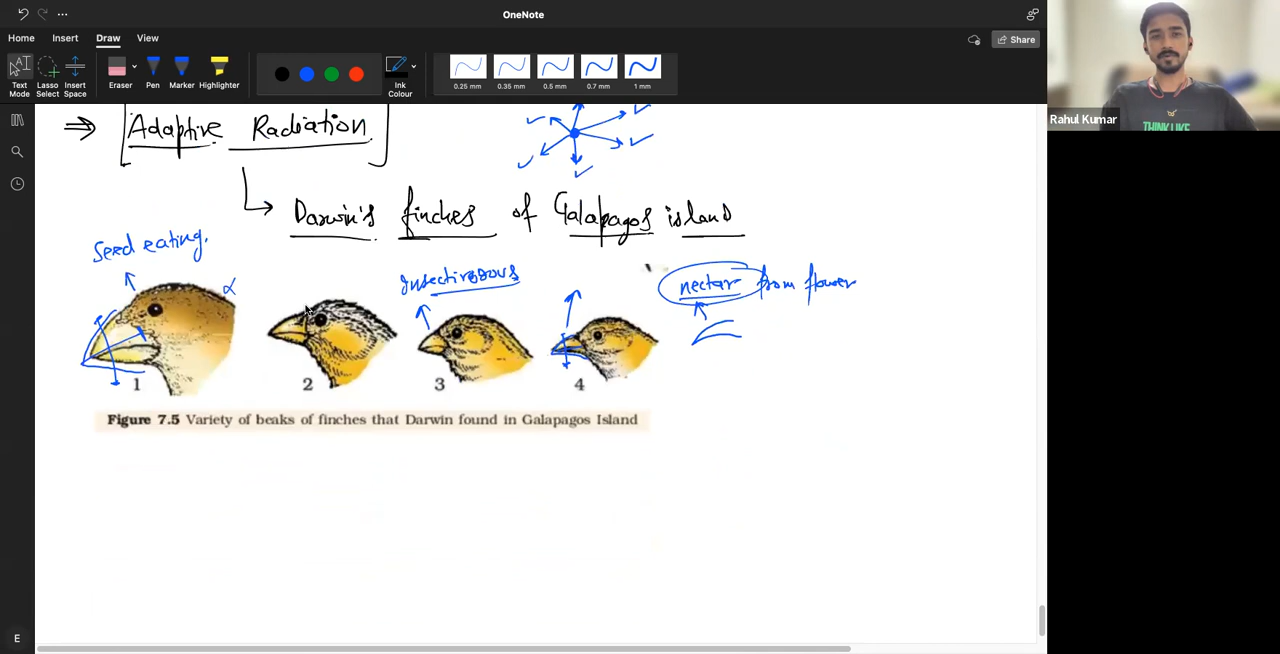 OneNote
Home Insert Draw View
Share
Text Mode
Lasso Select
Insert Space
Eraser
Pen
Marker
Highlighter
Ink Colour
0.25 mm
0.35 mm
0.5 mm
0.7 mm
1 mm
Rahul Kumar
THINK LIKE
⇒ [Adaptive Radiation]
Darwin's finches of Galapagos island
Seed eating.
Insectivorous
nectar from flower
α
1
2
3
4
Figure 7.5 Variety of beaks of finches that Darwin found in Galapagos Island
E